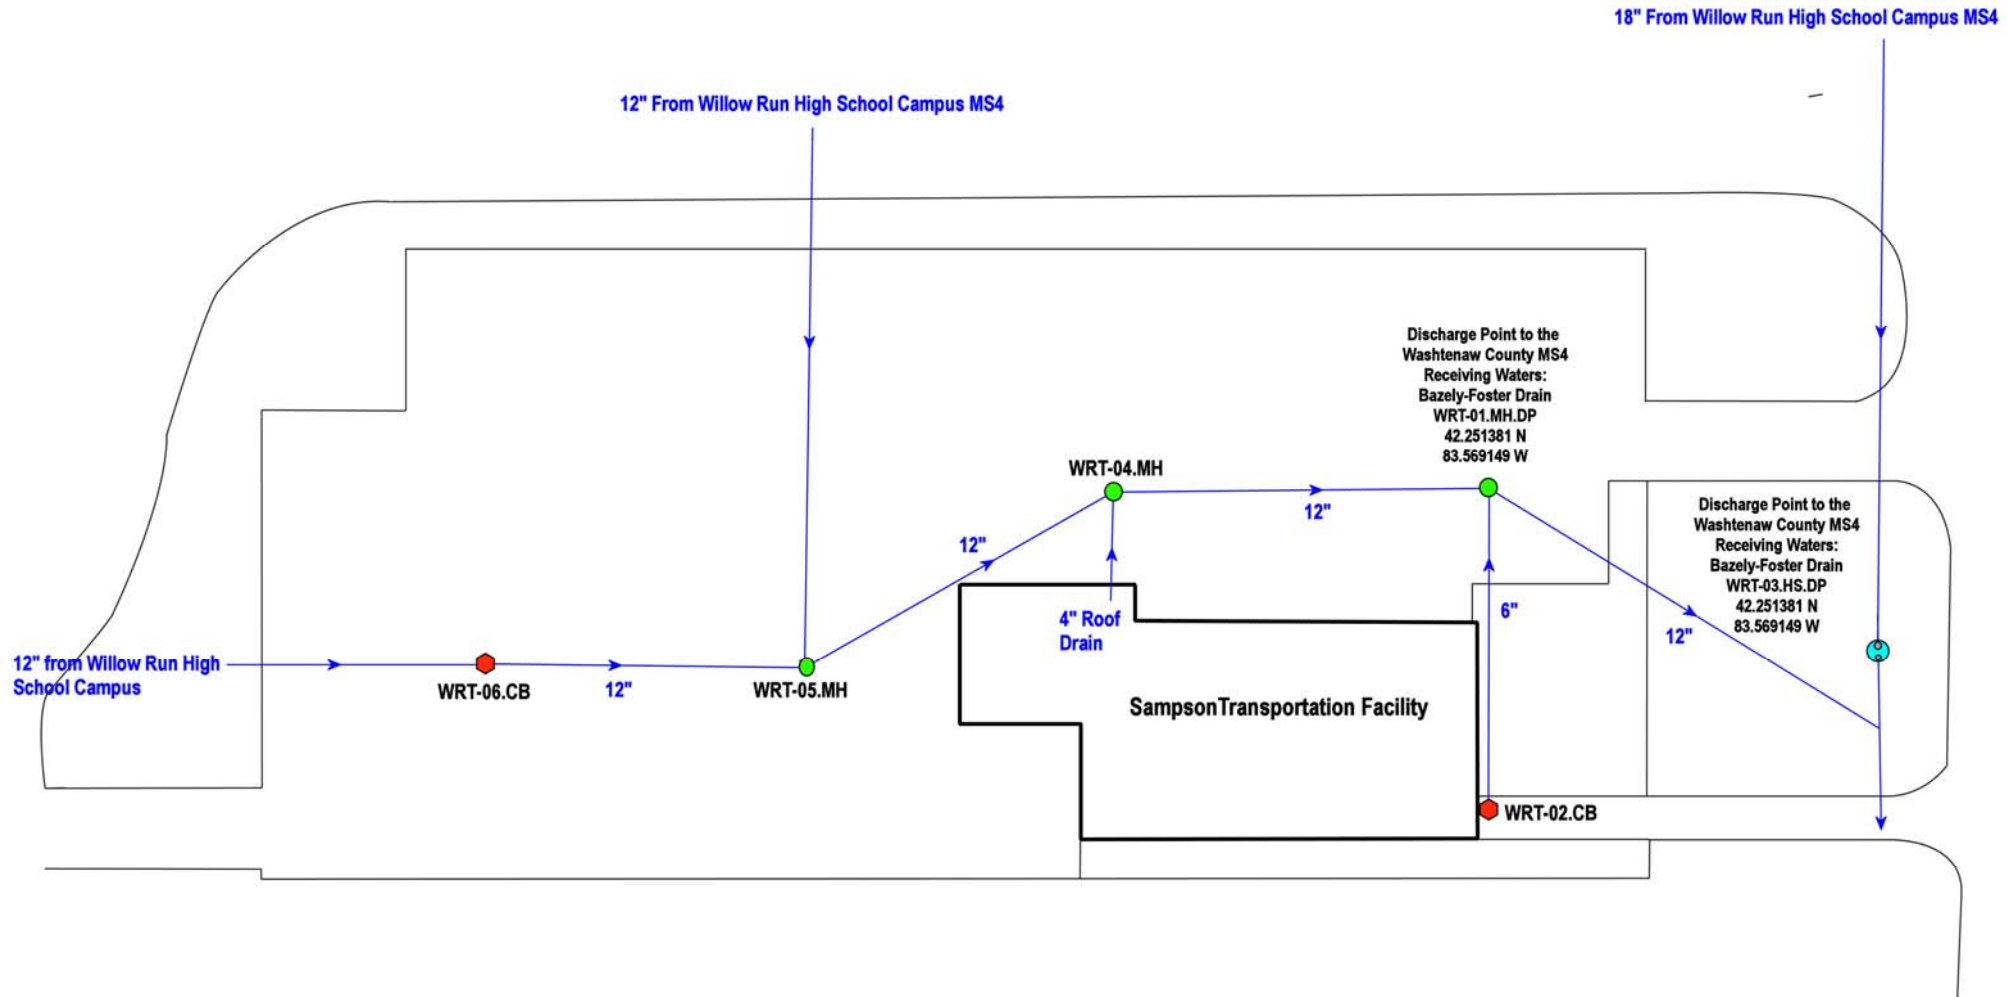 18" From Willow Run High School Campus MS4
12" From Willow Run High School Campus MS4
Discharge Point to the
Washtenaw County MS4
Receiving Waters:
Bazely-Foster Drain
WRT-01.MH.DP
42.251381 N
83.569149 W
WRT-04.MH
12"
Discharge Point to the
Washtenaw County MS4
Receiving Waters:
Bazely-Foster Drain
WRT-03.HS.DP
42.251381 N
83.569149 W
12"
4" Roof
Drain
6"
12"
12" from Willow Run High
School Campus
WRT-06.CB
12"
WRT-05.MH
SampsonTransportation Facility
WRT-02.CB